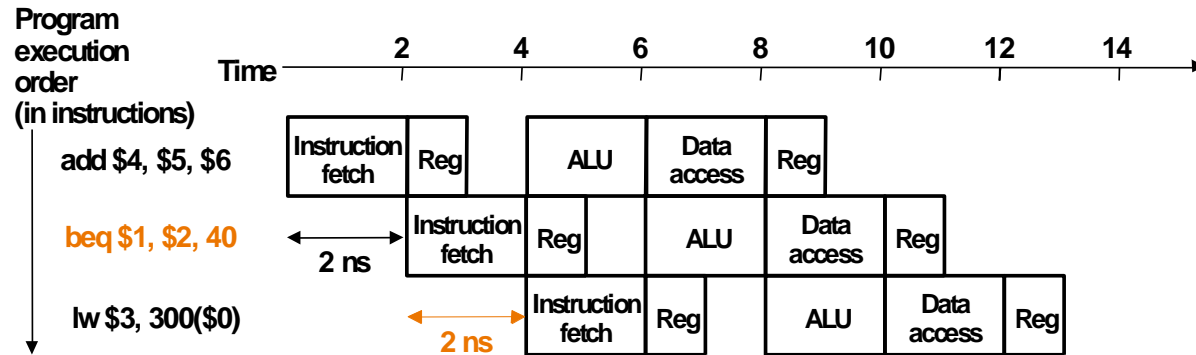 Program
execution
order
(in instructions)
Time
2 4 6 8 10 12 14
add $4, $5, $6
Instruction
fetch
Reg
ALU
Data
access
Reg
beq $1, $2, 40
2 ns
Instruction
fetch
Reg
ALU
Data
access
Reg
lw $3, 300($0)
2 ns
Instruction
fetch
Reg
ALU
Data
access
Reg